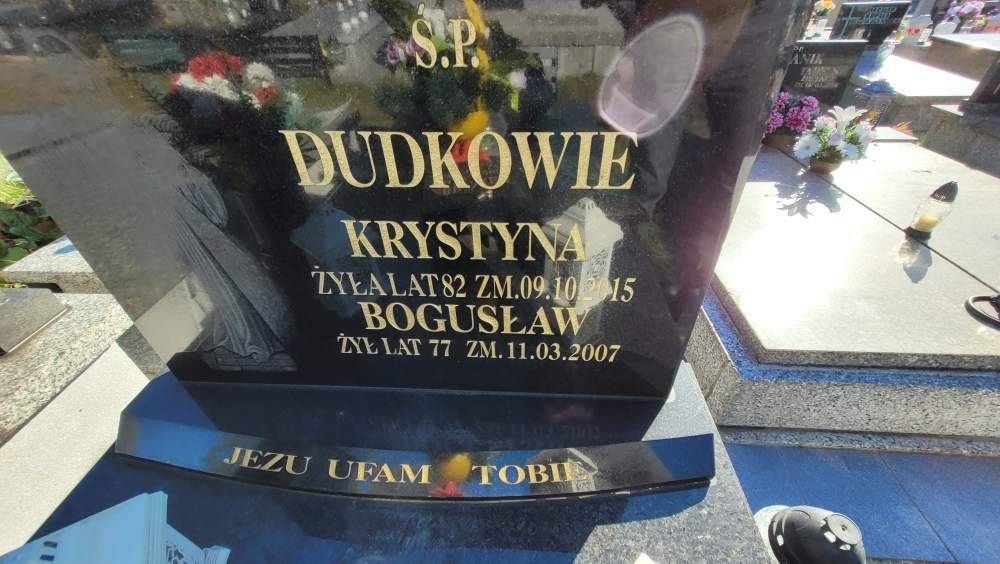 Ś.P.
DUDKOWIE
KRYSTYNA
ŻYŁA LAT 82 ZM.09.10.2015
BOGUSŁAW
ŻYŁ LAT 77 ZM.11.03.2007
JEZU UFAM TOBIE
ANIK